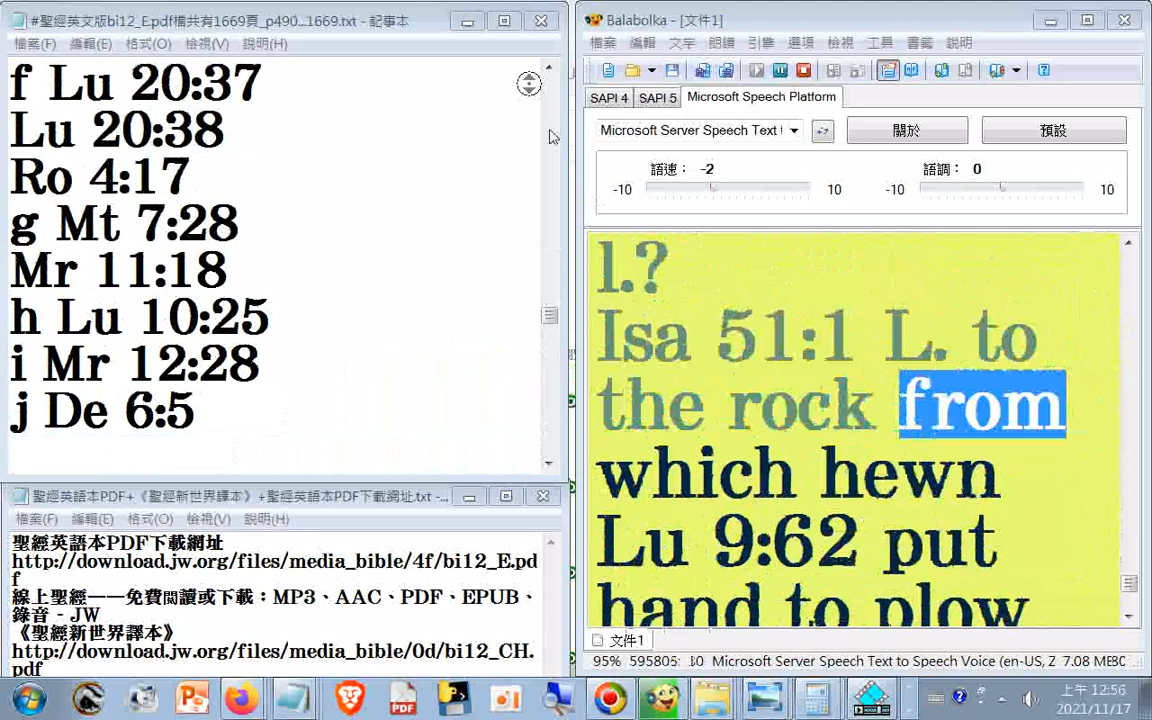 #聖經英文版bi12_E.pdf檔共有1669頁_p490...1669.txt - 記事本
檔案(F) 編輯(E) 格式(O) 檢視(V) 說明(H)
f Lu 20:37
Lu 20:38
Ro 4:17
g Mt 7:28
Mr 11:18
h Lu 10:25
i Mr 12:28
j De 6:5
聖經英語本PDF+《聖經新世界譯本》+聖經英語本PDF下載網址.txt -...
檔案(F) 編輯(E) 格式(O) 檢視(V) 說明(H)
聖經英語本PDF下載網址
http://download.jw.org/files/media_bible/4f/bi12_E.pd
f
線上聖經——免費閱讀或下載：MP3、AAC、PDF、EPUB、
錄音 - JW
《聖經新世界譯本》
http://download.jw.org/files/media_bible/0d/bi12_CH.
pdf
Balabolka - [文件1]
檔案 編輯 文字 朗讀 引擎 選項 檢視 工具 書籤 說明
SAPI 4 SAPI 5 Microsoft Speech Platform
Microsoft Server Speech Text 關於 預設
語速： -2 語調： 0
-10 10 -10 10
l.?
Isa 51:1 L. to
the rock from
which hewn
Lu 9:62 put
hand to plow
文件1
95% 595805: Microsoft Server Speech Text to Speech Voice (en-US, Z 7.08 MB
PDF
上午 12:56
2021/11/17